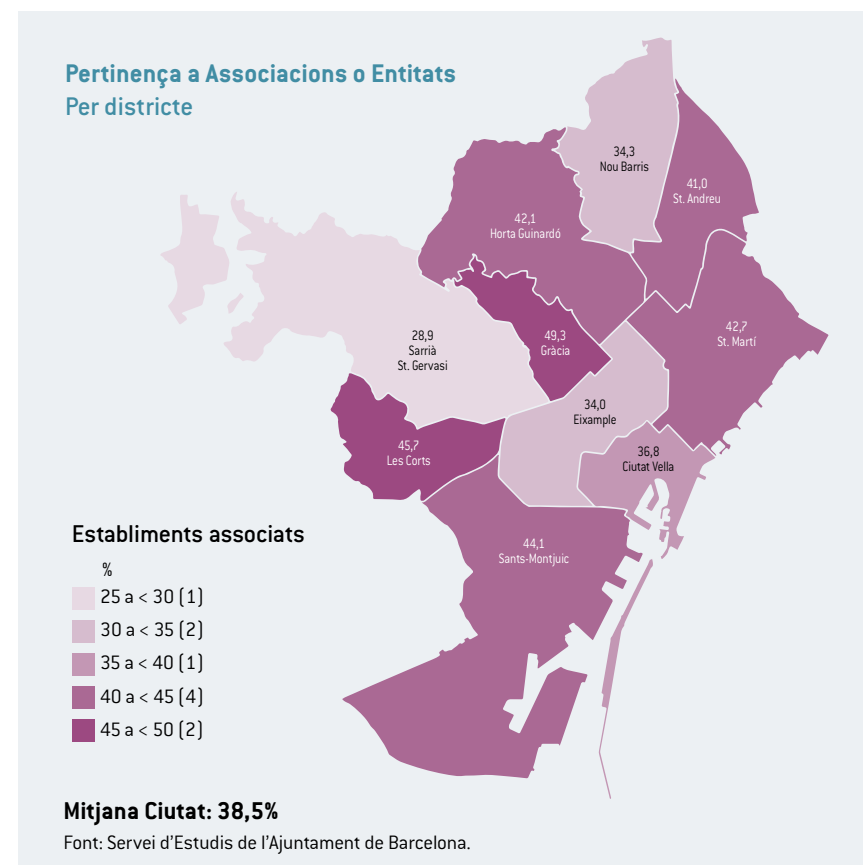 Pertinença a Associacions o Entitats
Per districte
34,3
Nou Barris
41,0
St. Andreu
42,1
Horta Guinardó
42,7
St. Martí
49,3
Gràcia
28,9
Sarrià
St. Gervasi
34,0
Eixample
45,7
Les Corts
36,8
Ciutat Vella
44,1
Sants-Montjuic
Establiments associats
%
25 a < 30 (1)
30 a < 35 (2)
35 a < 40 (1)
40 a < 45 (4)
45 a < 50 (2)
Mitjana Ciutat: 38,5%
Font: Servei d'Estudis de l'Ajuntament de Barcelona.